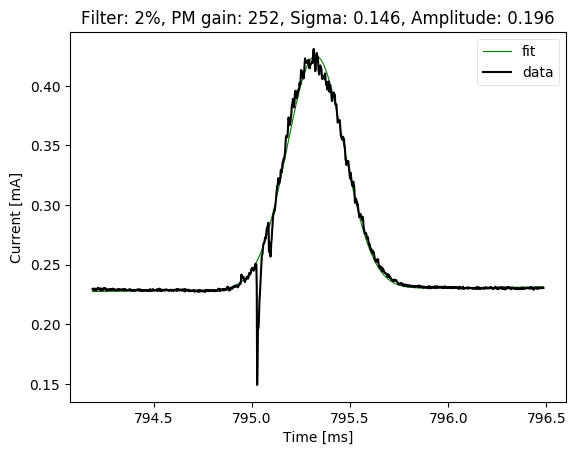 Filter: 2%, PM gain: 252, Sigma: 0.146, Amplitude: 0.196
fit
data
0.40
0.35
0.30
0.25
0.20
0.15
Current [mA]
794.5
795.0
795.5
796.0
796.5
Time [ms]